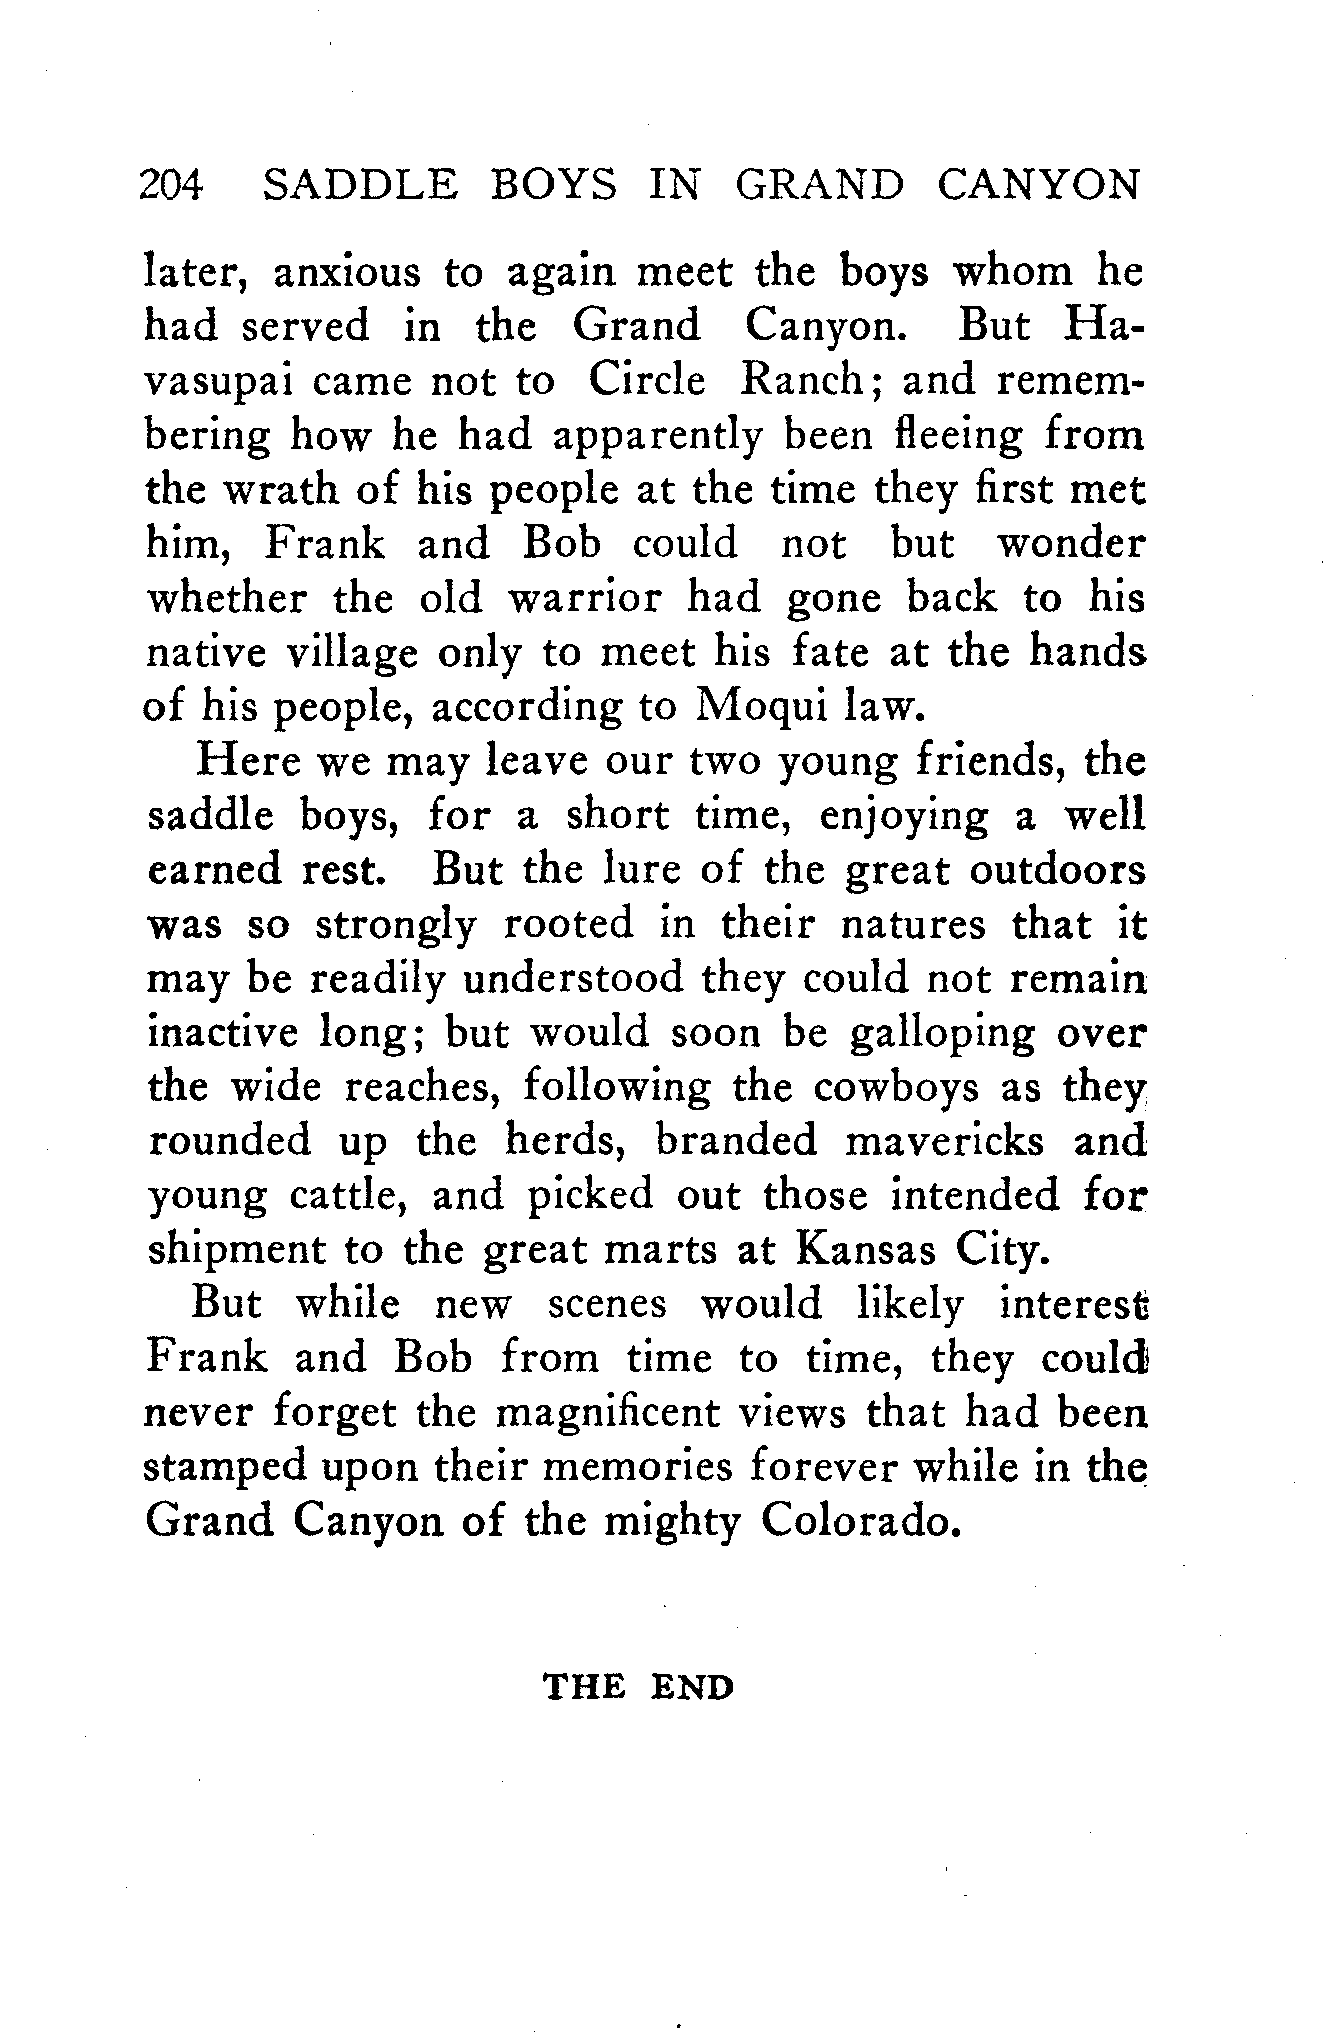 204 SADDLE BOYS IN GRAND CANYON
later, anxious to again meet the boys whom he
had served in the Grand Canyon. But Ha-
vasupai came not to Circle Ranch; and remem-
bering how he had apparently been fleeing from
the wrath of his people at the time they first met
him, Frank and Bob could not but wonder
whether the old warrior had gone back to his
native village only to meet his fate at the hands
of his people, according to Moqui law.
Here we may leave our two young friends, the
saddle boys, for a short time, enjoying a well
earned rest. But the lure of the great outdoors
was so strongly rooted in their natures that it
may be readily understood they could not remain
inactive long; but would soon be galloping over
the wide reaches, following the cowboys as they
rounded up the herds, branded mavericks and
young cattle, and picked out those intended for
shipment to the great marts at Kansas City.
But while new scenes would likely interest
Frank and Bob from time to time, they could
never forget the magnificent views that had been
stamped upon their memories forever while in the
Grand Canyon of the mighty Colorado.
THE END